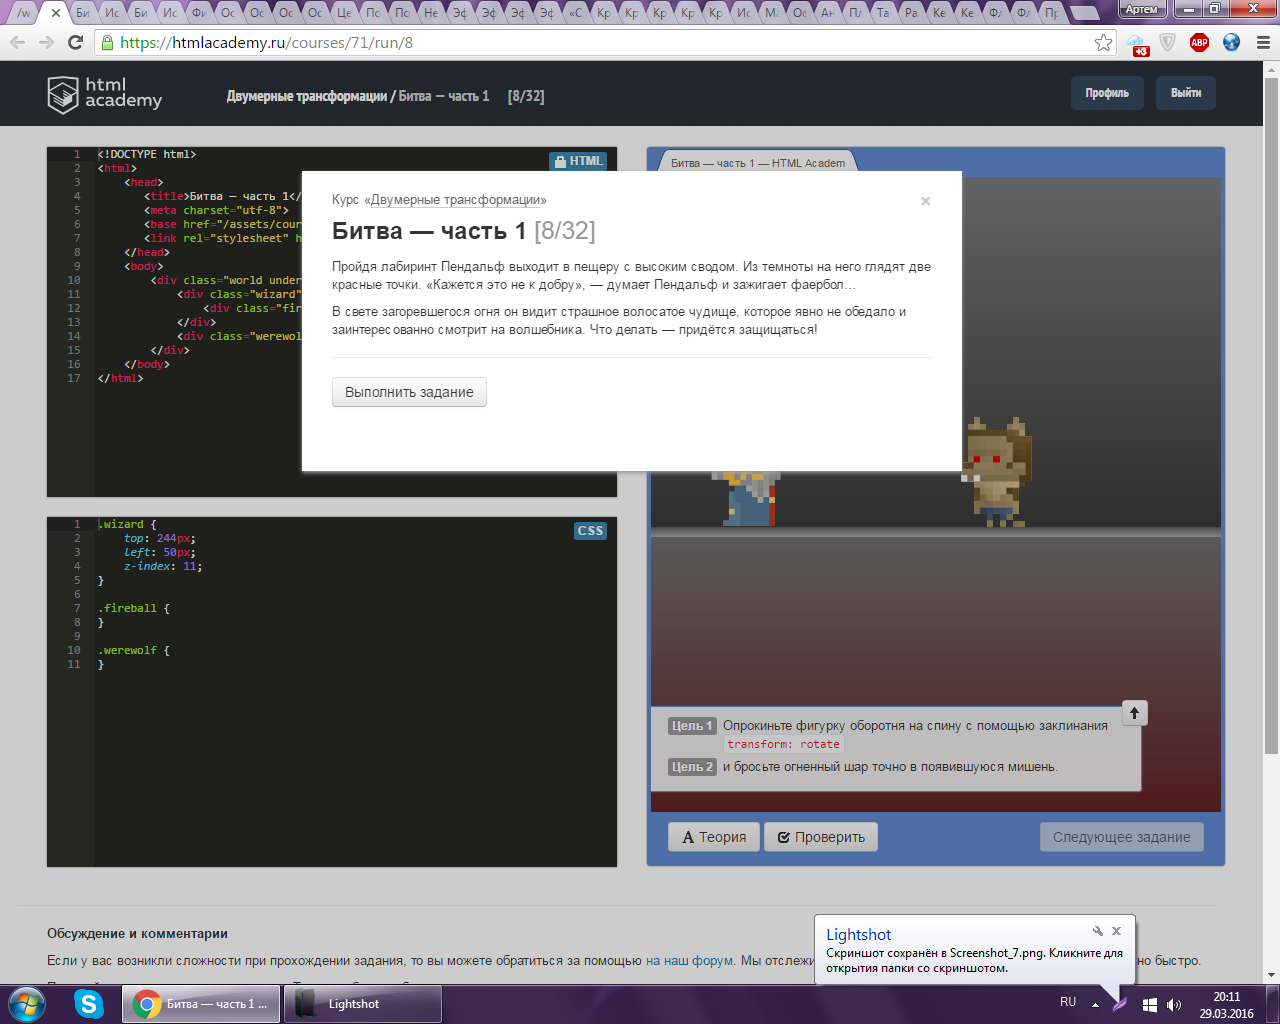 /w
Би
Ис
Би
Ис
Фи
Ос
Ос
Ос
Ос
Це
По
По
Не
Эф
Эф
Эф
Эф
«С
Кр
Кр
Кр
Кр
Кр
Ис
Ма
Ос
Ан
Пл
Та
Ра
Ке
Ке
Фл
Фл
Пр
Артем
https://htmlacademy.ru/courses/71/run/8
+3
ABP
html
academy
Двумерные трансформации / Битва — часть 1 [8/32]
Профиль
Выйти
HTML
1 <!DOCTYPE html>
2 <html>
3 <head>
4 <title>Битва — часть 1</
5 <meta charset="utf-8">
6 <base href="/assets/cour
7 <link rel="stylesheet" h
8 </head>
9 <body>
10 <div class="world under
11 <div class="wizard"
12 <div class="fir
13 </div>
14 <div class="werewol
15 </div>
16 </body>
17 </html>
Битва — часть 1 — HTML Academ
Курс «Двумерные трансформации»
×
Битва — часть 1 [8/32]
Пройдя лабиринт Пендальф выходит в пещеру с высоким сводом. Из темноты на него глядят две
красные точки. «Кажется это не к добру», — думает Пендальф и зажигает фаербол…
В свете загоревшегося огня он видит страшное волосатое чудище, которое явно не обедало и
заинтересованно смотрит на волшебника. Что делать — придётся защищаться!
Выполнить задание
CSS
1 .wizard {
2 top: 244px;
3 left: 50px;
4 z-index: 11;
5 }
6
7 .fireball {
8 }
9
10 .werewolf {
11 }
Цель 1 Опрокиньте фигурку оборотня на спину с помощью заклинания
transform: rotate
Цель 2 и бросьте огненный шар точно в появившуюся мишень.
Теория
Проверить
Следующее задание
Обсуждение и комментарии
Если у вас возникли сложности при прохождении задания, то вы можете обратиться за помощью на наш форум. Мы отслежи
но быстро.
Lightshot
Скриншот сохранён в Screenshot_7.png. Кликните для
открытия папки со скриншотом.
Битва — часть 1 ...
Lightshot
RU
20:11
29.03.2016